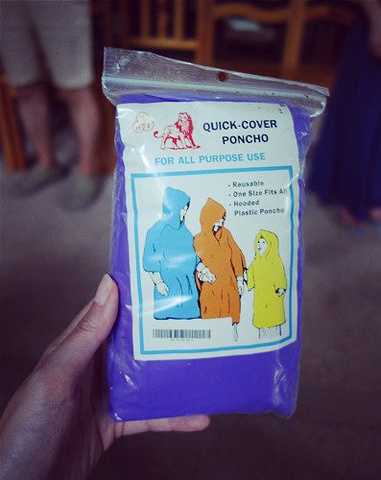 QUICK-COVER
PONCHO
FOR ALL PURPOSE USE
- Reusable
- One Size Fits All
- Hooded
Plastic Poncho